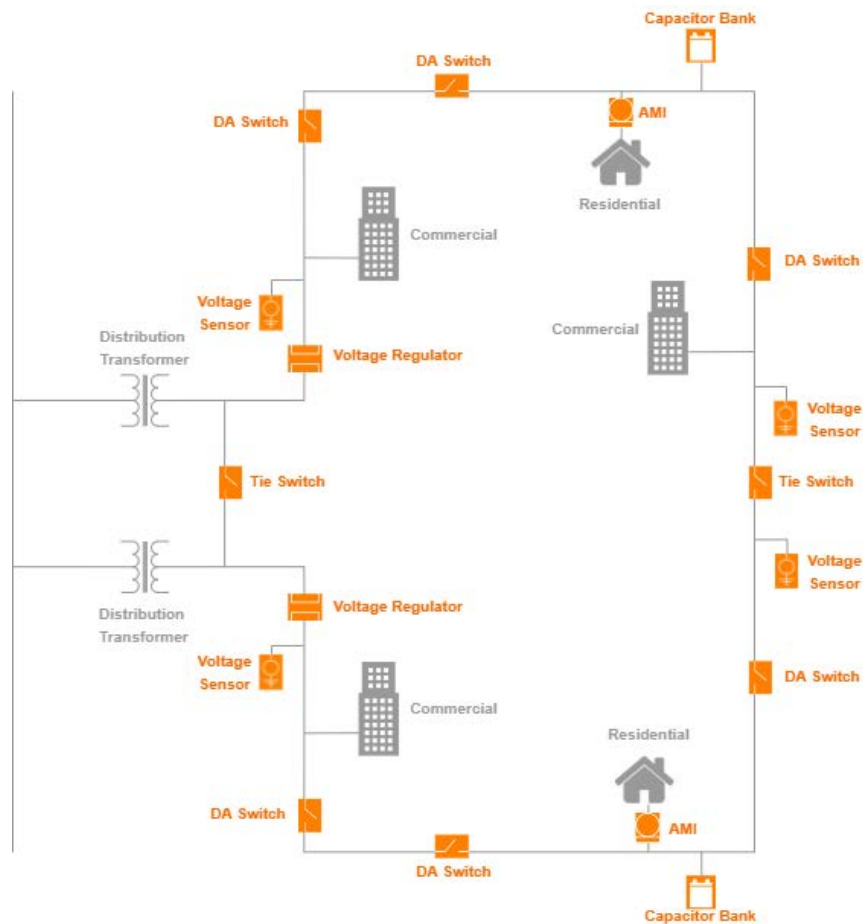 Capacitor Bank
DA Switch
DA Switch
AMI
Residential
Commercial
DA Switch
Voltage
Sensor
Commercial
Distribution
Transformer
Voltage Regulator
Voltage
Sensor
Tie Switch
Tie Switch
Voltage
Sensor
Distribution
Transformer
Voltage Regulator
Voltage
Sensor
DA Switch
Commercial
Residential
DA Switch
AMI
DA Switch
Capacitor Bank